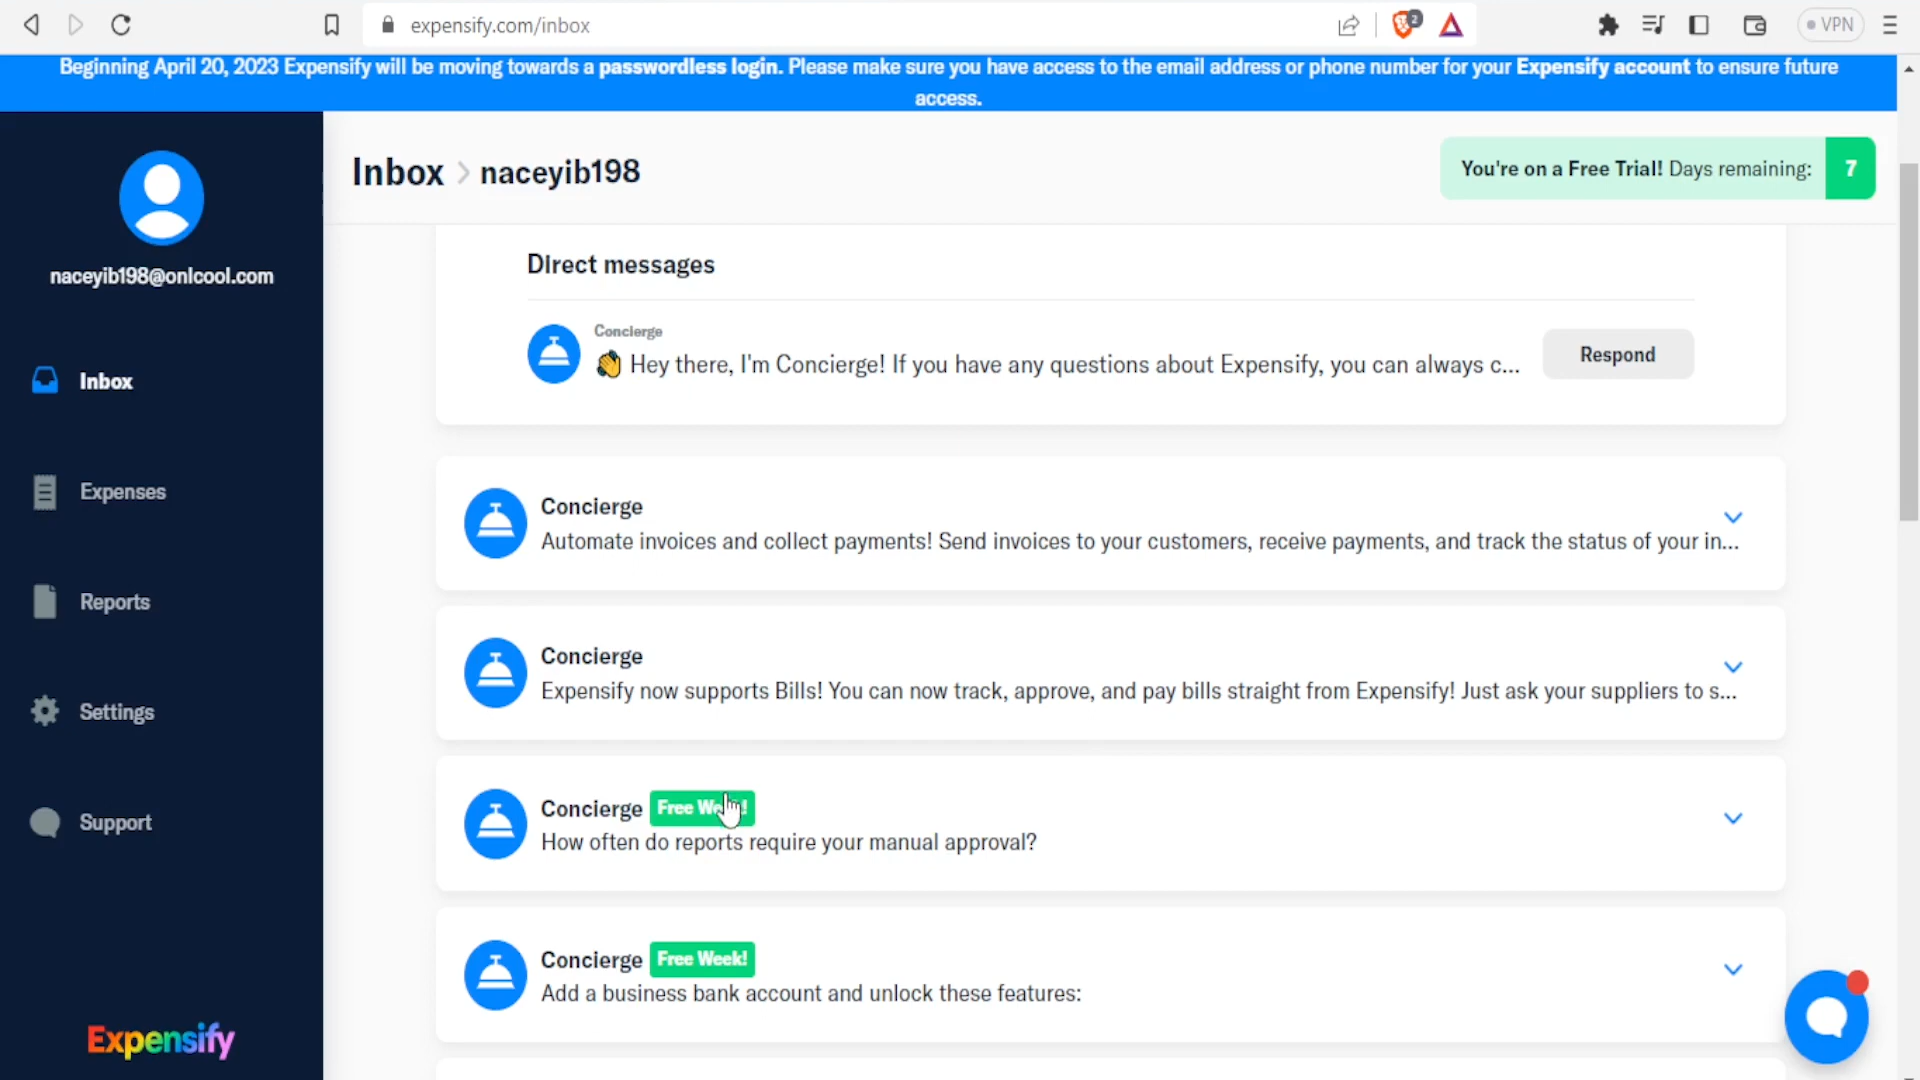 expensify.com/inbox
2
VPN
Beginning April 20, 2023 Expensify will be moving towards a passwordless login. Please make sure you have access to the email address or phone number for your Expensify account to ensure future
access.
naceyib198@onlcool.com
Inbox
Expenses
Reports
Settings
Support
Expensify
Inbox > naceyib198
You're on a Free Trial! Days remaining: 7
Direct messages
Concierge
👋 Hey there, I'm Concierge! If you have any questions about Expensify, you can always c...
Respond
Concierge
Automate invoices and collect payments! Send invoices to your customers, receive payments, and track the status of your in...
Concierge
Expensify now supports Bills! You can now track, approve, and pay bills straight from Expensify! Just ask your suppliers to s...
Concierge Free
How often do reports require your manual approval?
Concierge Free Week!
Add a business bank account and unlock these features: